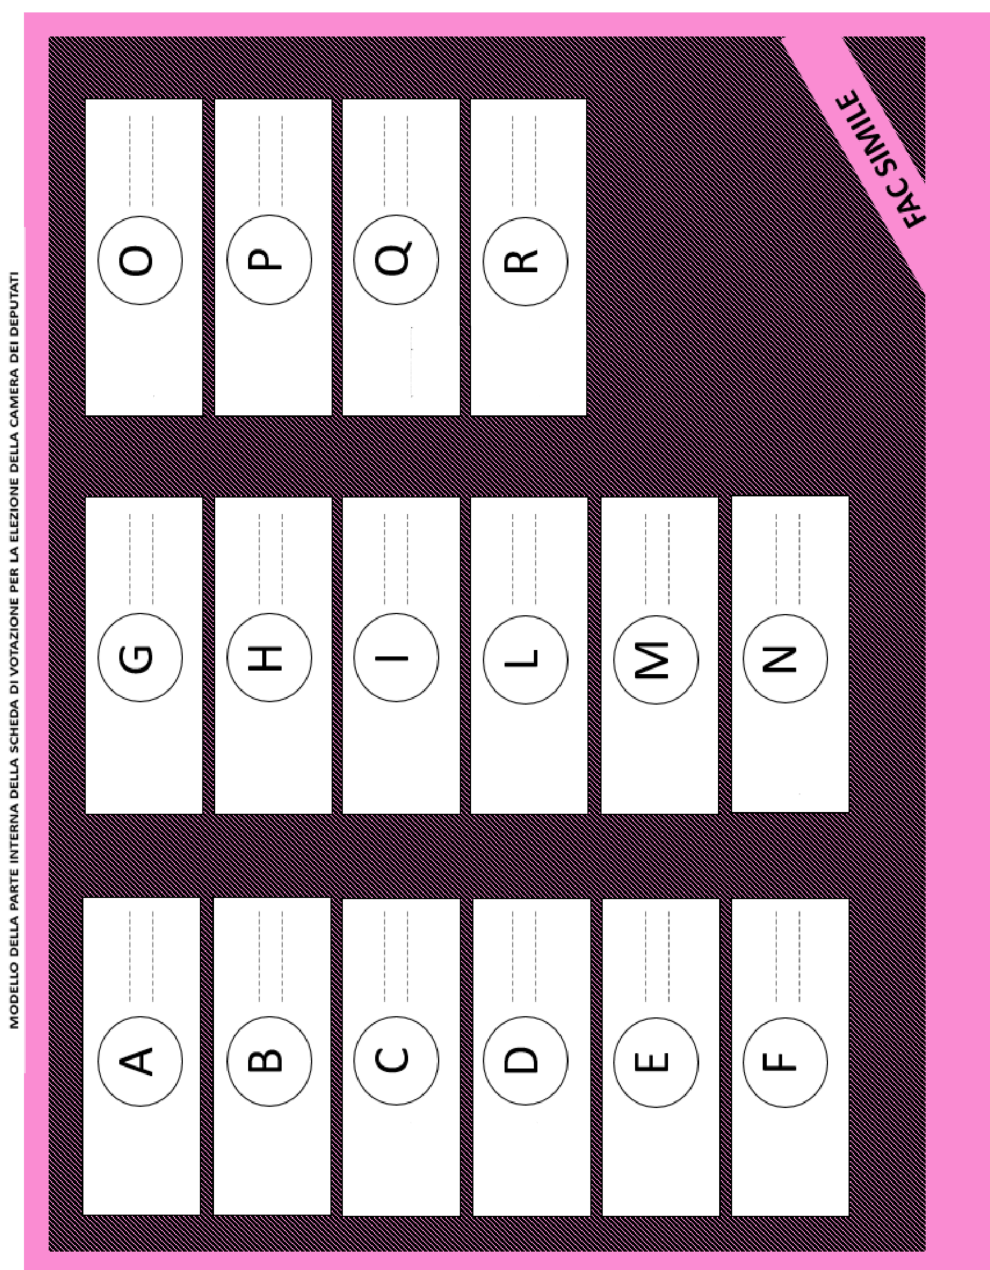 MODELLO DELLA PARTE INTERNA DELLA SCHEDA DI VOTAZIONE PER LA ELEZIONE DELLA CAMERA DEI DEPUTATI
A
G
O
B
H
P
C
I
Q
D
L
R
E
M
F
N
FAC SIMILE